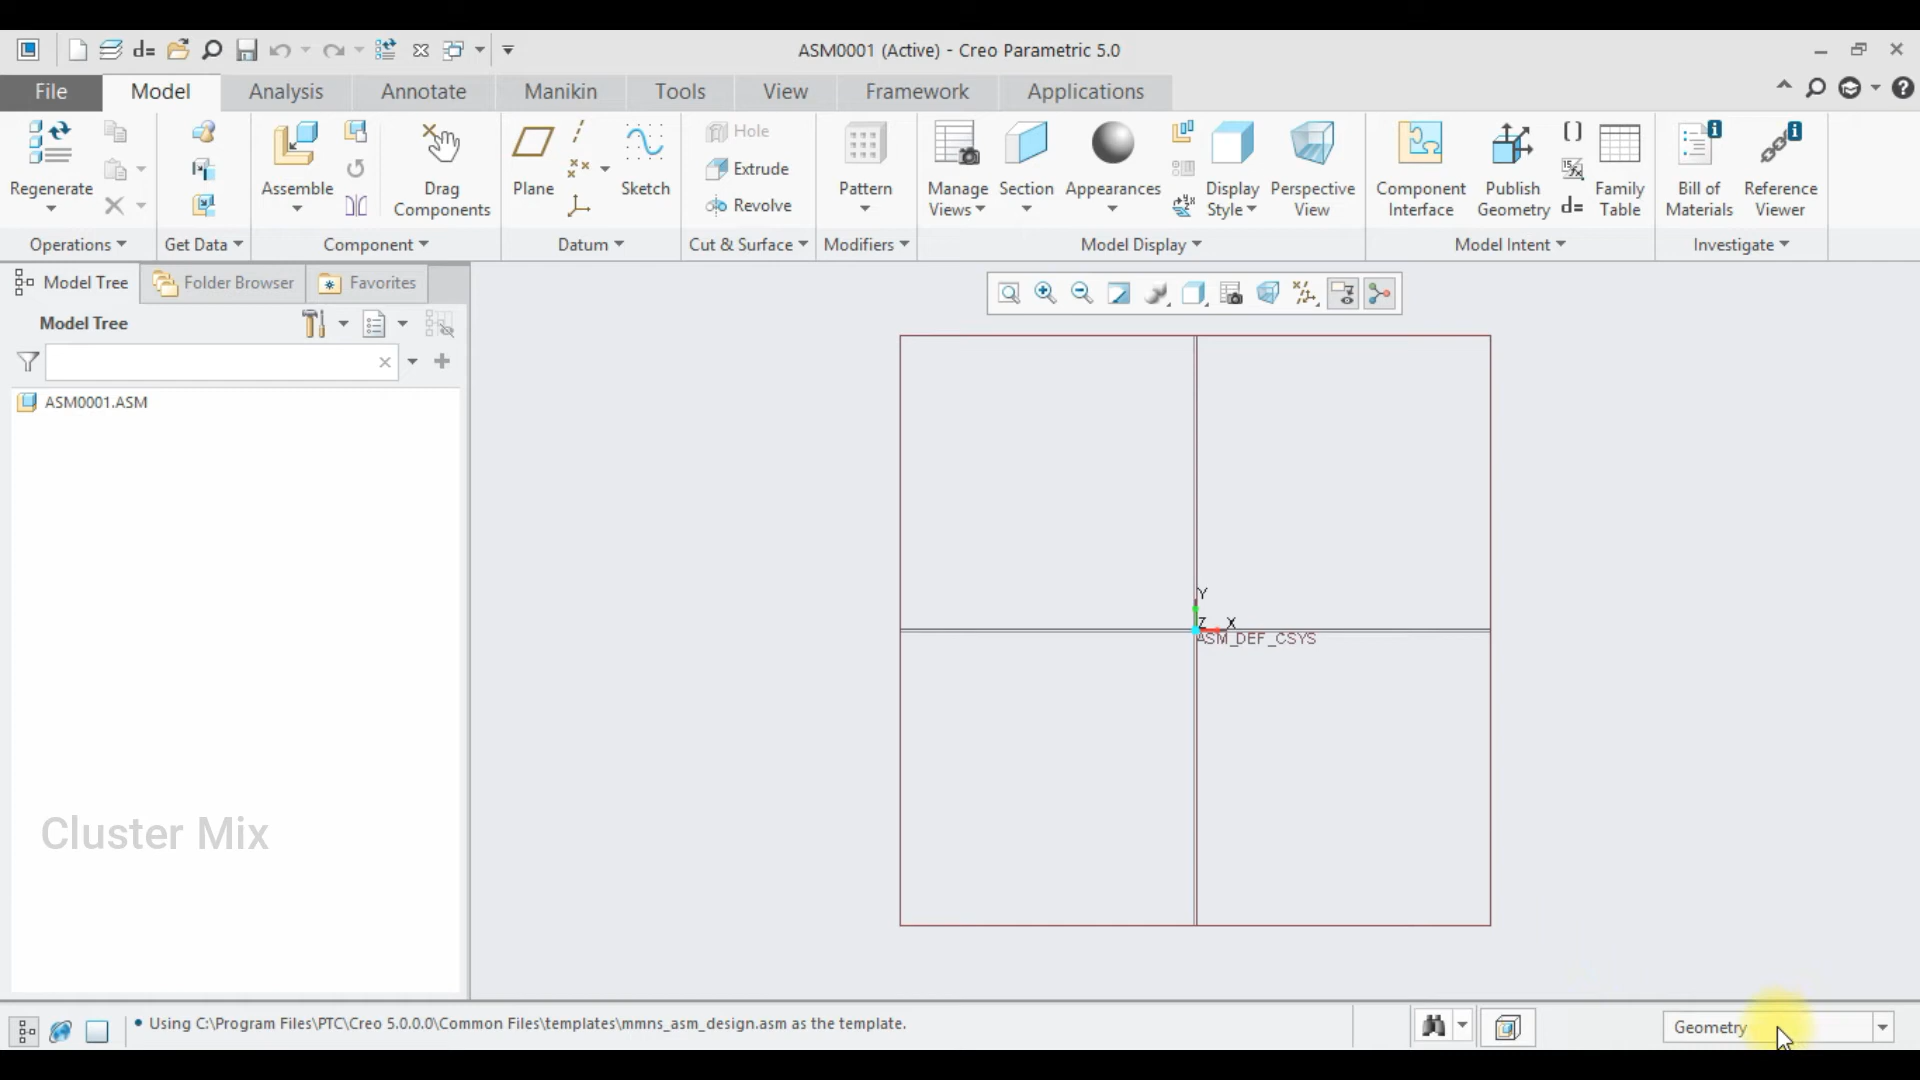 d=
ASM0001 (Active) - Creo Parametric 5.0
File Model Analysis Annotate Manikin Tools View Framework Applications
Regenerate
Operations
Get Data
Assemble
Drag
Components
Component
Plane
Sketch
Datum
Hole
Extrude
Revolve
Cut & Surface
Pattern
Modifiers
Manage
Views
Section
Appearances
Display
Style
Perspective
View
Model Display
Component
Interface
Publish
Geometry
d=
Family
Table
Model Intent
Bill of
Materials
Reference
Viewer
Investigate
Model Tree Folder Browser Favorites
Model Tree
ASM0001.ASM
Y
Z X
ASM_DEF_CSYS
Cluster Mix
• Using C:\Program Files\PTC\Creo 5.0.0.0\Common Files\templates\mmns_asm_design.asm as the template.
Geometry